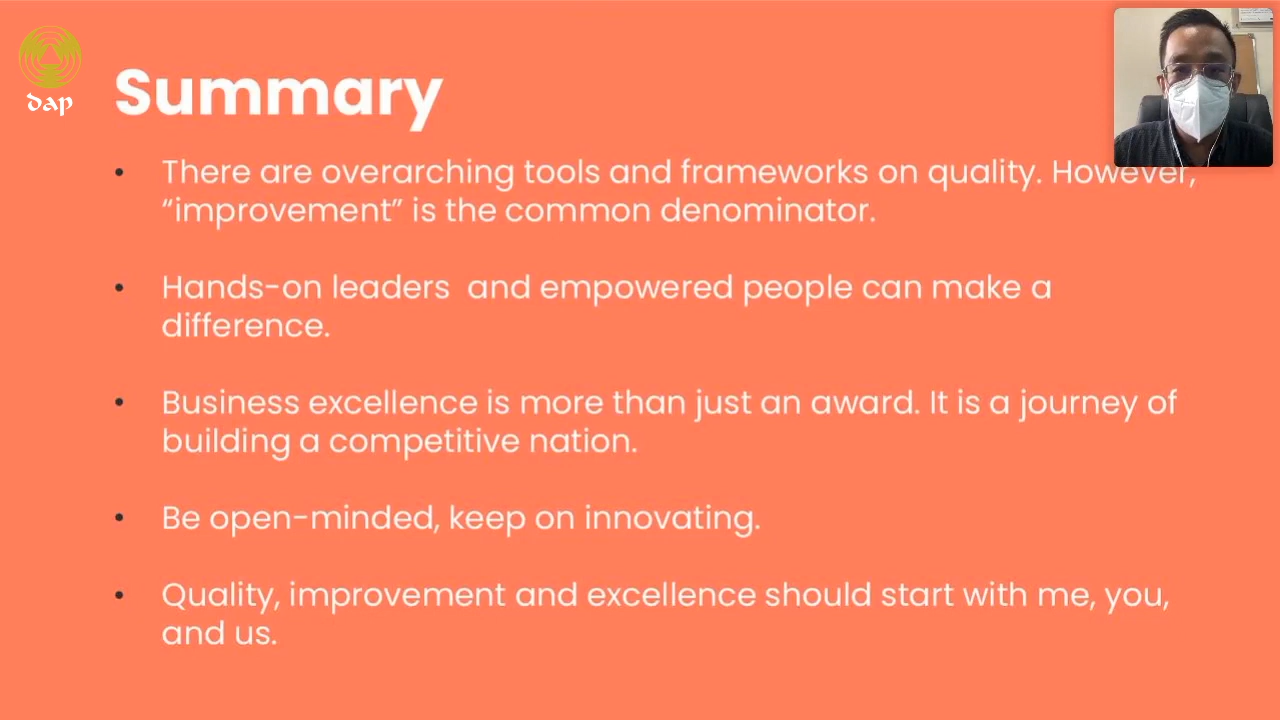 dap
Summary
• There are overarching tools and frameworks on quality. However,
“improvement” is the common denominator.
• Hands-on leaders  and empowered people can make a
difference.
• Business excellence is more than just an award. It is a journey of
building a competitive nation.
• Be open-minded, keep on innovating.
• Quality, improvement and excellence should start with me, you,
and us.